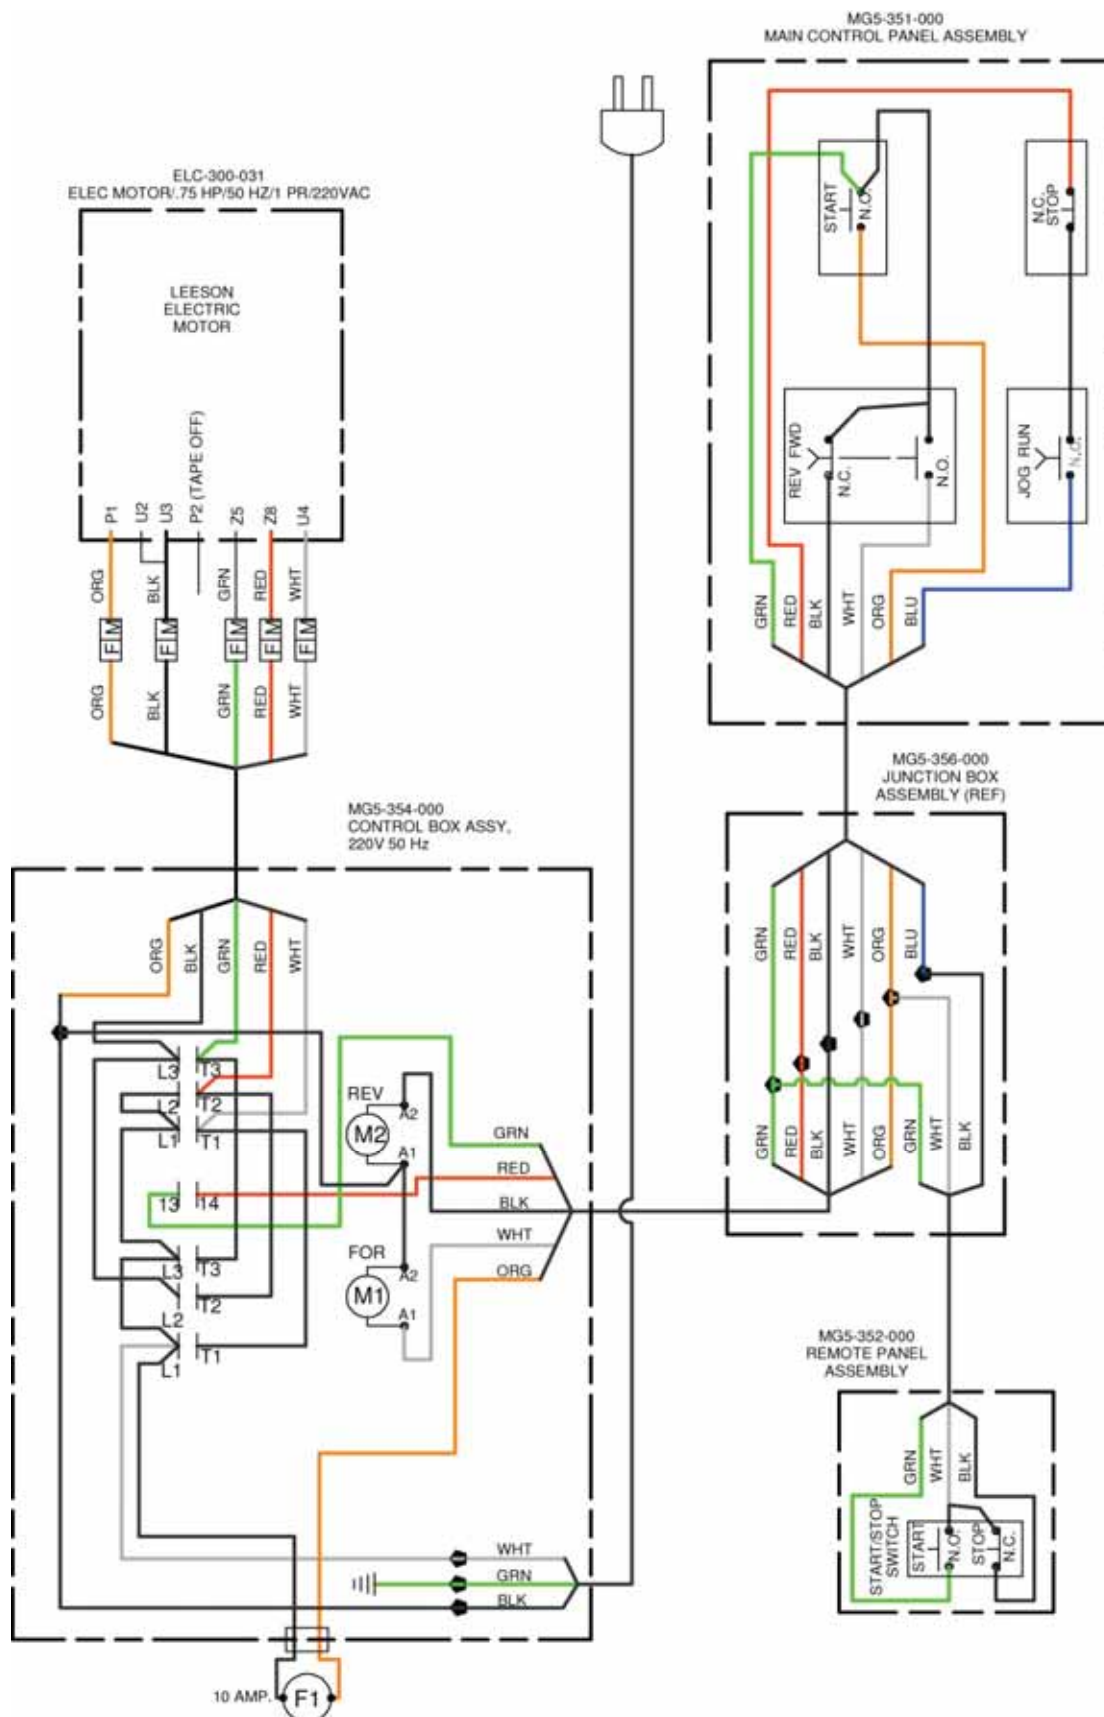 MG5-351-000
MAIN CONTROL PANEL ASSEMBLY
START
N.O.
N.C.
STOP
REV FWD
N.C.
N.O.
JOG RUN
N.O.
GRN
RED
BLK
WHT
ORG
BLU
ELC-300-031
ELEC MOTOR/.75 HP/50 HZ/1 PR/220VAC
LEESON
ELECTRIC
MOTOR
P1
U2
U3
P2 (TAPE OFF)
Z5
Z8
U4
ORG
BLK
GRN
RED
WHT
F M
F M
F M
F M
F M
ORG
BLK
GRN
RED
WHT
MG5-356-000
JUNCTION BOX
ASSEMBLY (REF)
GRN
RED
BLK
WHT
ORG
BLU
GRN
RED
BLK
WHT
ORG
GRN
WHT
BLK
MG5-354-000
CONTROL BOX ASSY,
220V 50 Hz
ORG
BLK
GRN
RED
WHT
L3 T3
L2 T2
L1 T1
13 14
L3 T3
L2 T2
L1 T1
REV
M2
A2
A1
FOR
M1
A2
A1
GRN
RED
BLK
WHT
ORG
WHT
GRN
BLK
10 AMP.
F1
MG5-352-000
REMOTE PANEL
ASSEMBLY
GRN
WHT
BLK
START/STOP
SWITCH
START
N.O.
STOP
N.C.